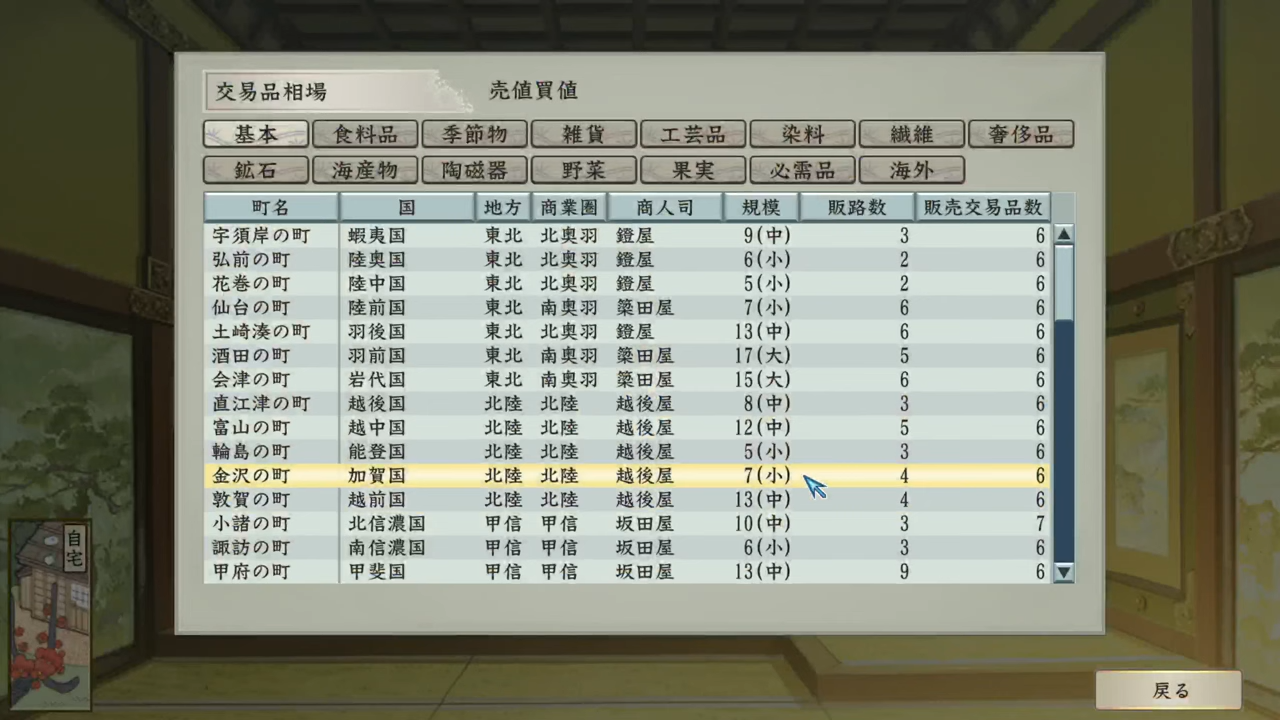 交易品相場 売値買値
基本 食料品 季節物 雑貨 工芸品 染料 繊維 奢侈品
鉱石 海産物 陶磁器 野菜 果実 必需品 海外
町名 国 地方 商業圏 商人司 規模 販路数 販売交易品数
宇須岸の町 蝦夷国 東北 北奥羽 鐙屋 9(中) 3 6
弘前の町 陸奥国 東北 北奥羽 鐙屋 6(小) 2 6
花巻の町 陸中国 東北 北奥羽 鐙屋 5(小) 2 6
仙台の町 陸前国 東北 南奥羽 簗田屋 7(小) 6 6
土崎湊の町 羽後国 東北 北奥羽 鐙屋 13(中) 6 6
酒田の町 羽前国 東北 南奥羽 簗田屋 17(大) 5 6
会津の町 岩代国 東北 南奥羽 簗田屋 15(大) 6 6
直江津の町 越後国 北陸 北陸 越後屋 8(中) 3 6
富山の町 越中国 北陸 北陸 越後屋 12(中) 5 6
輪島の町 能登国 北陸 北陸 越後屋 5(小) 3 6
金沢の町 加賀国 北陸 北陸 越後屋 7(小) 4 6
敦賀の町 越前国 北陸 北陸 越後屋 13(中) 4 6
小諸の町 北信濃国 甲信 甲信 坂田屋 10(中) 3 7
諏訪の町 南信濃国 甲信 甲信 坂田屋 6(小) 3 6
甲府の町 甲斐国 甲信 甲信 坂田屋 13(中) 9 6
自宅
戻る